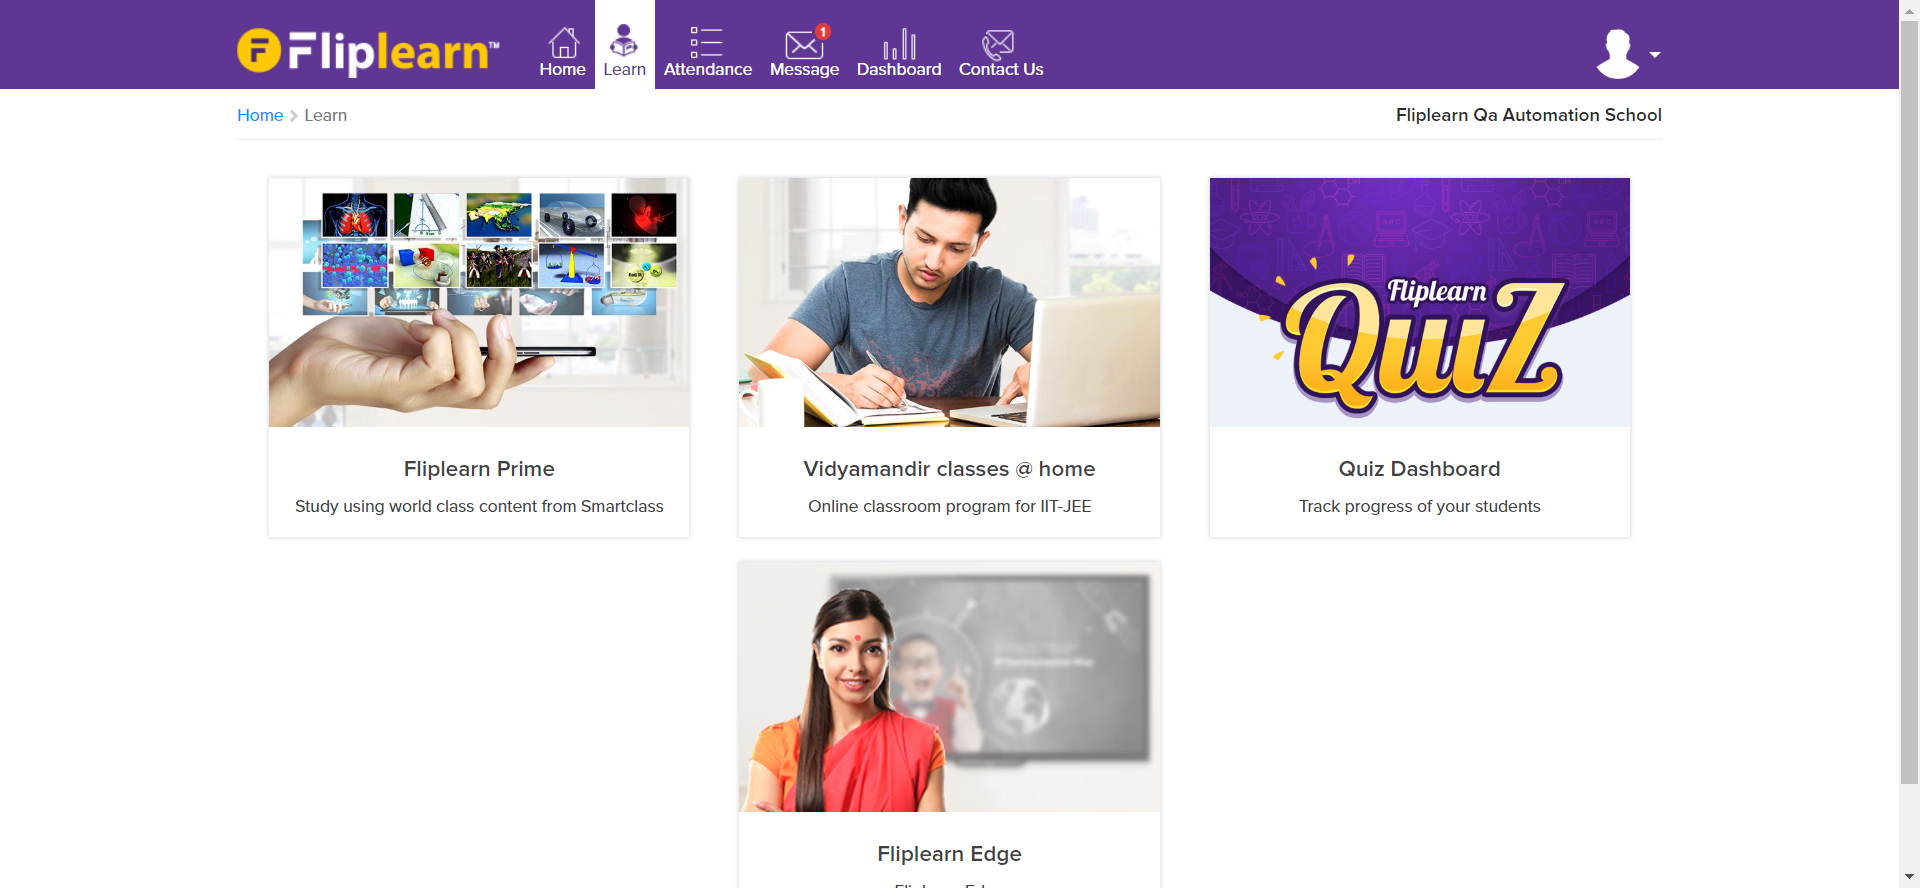 Fliplearn™
Home
Learn
Attendance
Message
1
Dashboard
Contact Us
Home > Learn
Fliplearn Qa Automation School
Fliplearn
Quiz
Fliplearn Prime
Study using world class content from Smartclass
Vidyamandir classes @ home
Online classroom program for IIT-JEE
Quiz Dashboard
Track progress of your students
Fliplearn Edge